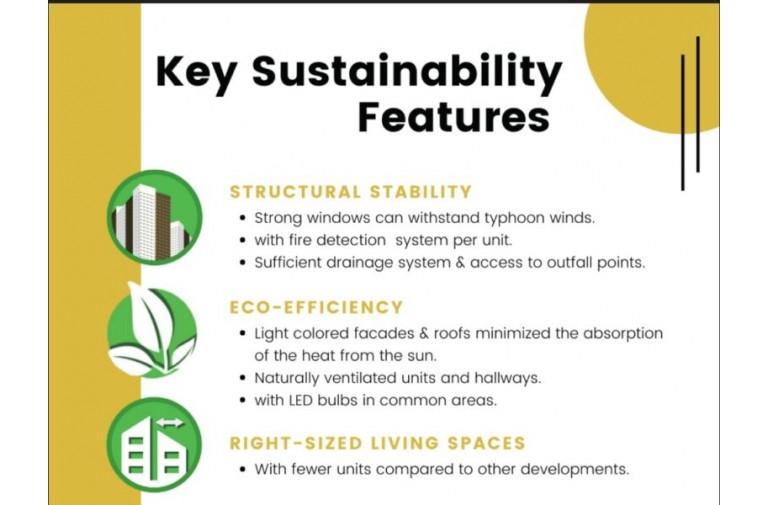 Key Sustainability
Features
STRUCTURAL STABILITY
• Strong windows can withstand typhoon winds.
• with fire detection system per unit.
• Sufficient drainage system & access to outfall points.
ECO-EFFICIENCY
• Light colored facades & roofs minimized the absorption
of the heat from the sun.
• Naturally ventilated units and hallways.
• with LED bulbs in common areas.
RIGHT-SIZED LIVING SPACES
• With fewer units compared to other developments.